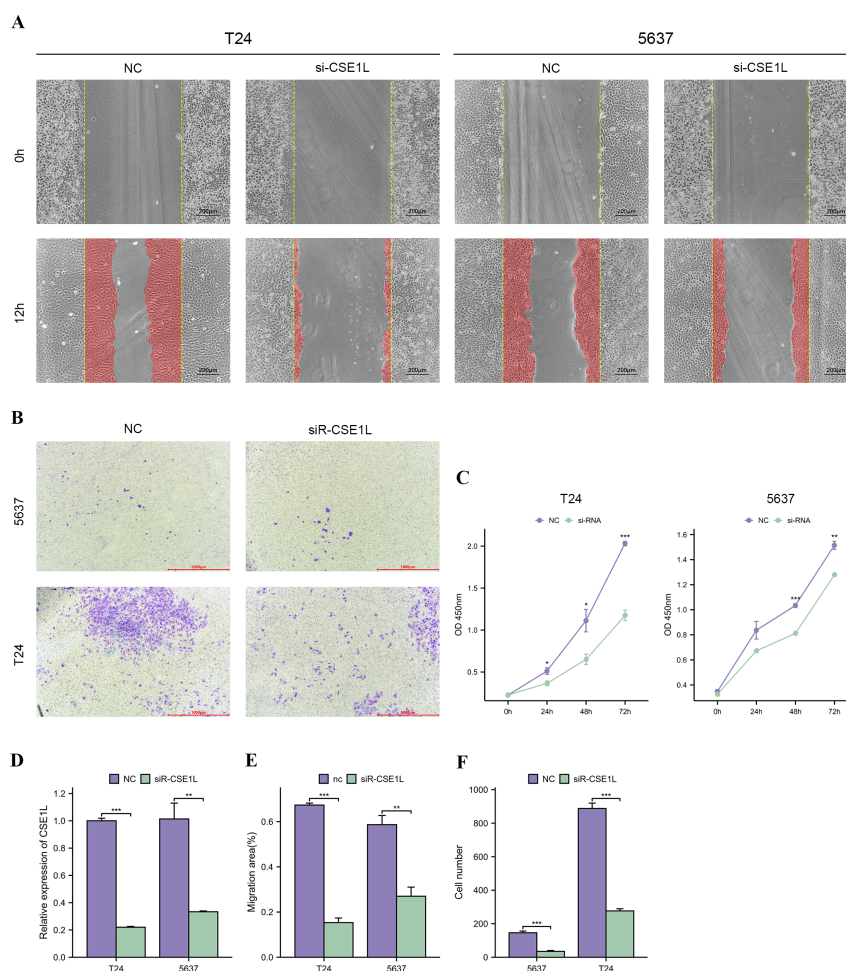 A
T24
5637
NC
si-CSE1L
NC
si-CSE1L
0h
200μm
200μm
200μm
200μm
12h
200μm
200μm
200μm
200μm
B
NC
siR-CSE1L
5637
1000μm
1000μm
T24
1000μm
1000μm
C
T24
NC si-RNA
OD 450nm
2.0
1.5
1.0
0.5
*
*
***
0h 24h 48h 72h
5637
NC si-RNA
OD 450nm
1.6
1.4
1.2
1.0
0.8
0.6
0.4
***
**
0h 24h 48h 72h
D
NC siR-CSE1L
Relative expression of CSE1L
1.2
1.0
0.8
0.6
0.4
0.2
0.0
***
**
T24 5637
E
nc siR-CSE1L
Migration area(%)
0.6
0.4
0.2
0.0
***
**
T24 5637
F
NC siR-CSE1L
Cell number
1000
800
600
400
200
0
***
***
5637 T24